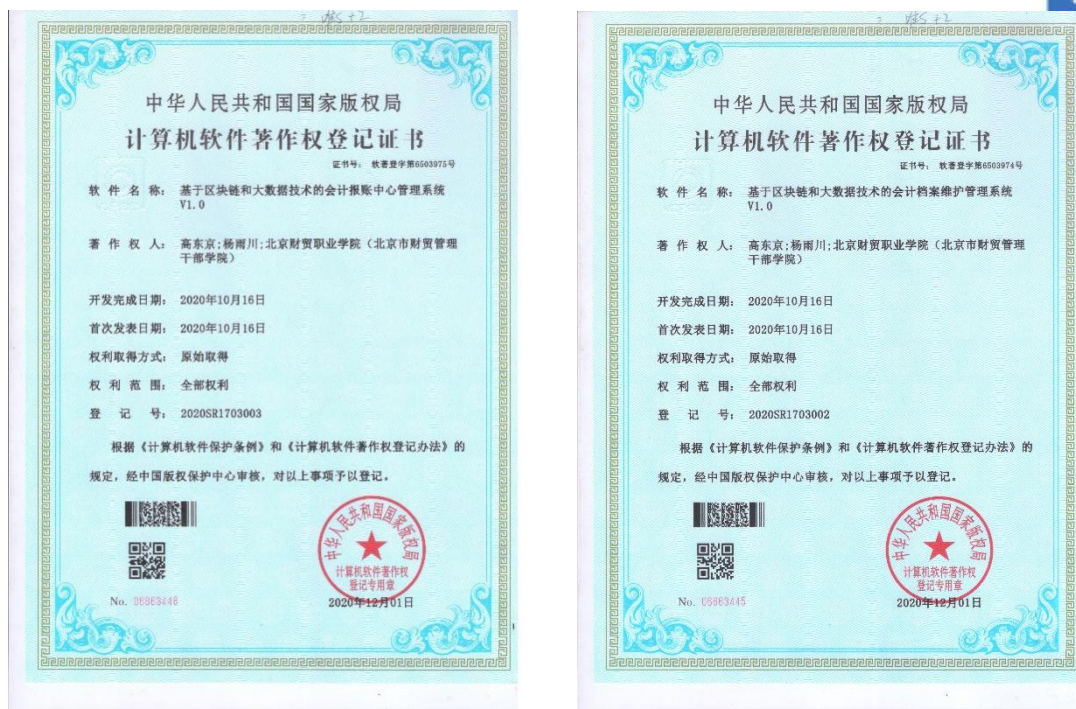 中华人民共和国国家版权局
计算机软件著作权登记证书
证书号： 软著登字第6503975号
软件名称： 基于区块链和大数据技术的会计报账中心管理系统
V1.0
著作权人： 高东京;杨雨川;北京财贸职业学院（北京市财贸管理
干部学院）
开发完成日期： 2020年10月16日
首次发表日期： 2020年10月16日
权利取得方式： 原始取得
权利范围： 全部权利
登记号： 2020SR1703003
根据《计算机软件保护条例》和《计算机软件著作权登记办法》的
规定，经中国版权保护中心审核，对以上事项予以登记。
中华人民共和国国家版权局
计算机软件著作权
登记专用章
No. 06863446
2020年12月01日
中华人民共和国国家版权局
计算机软件著作权登记证书
证书号： 软著登字第6503974号
软件名称： 基于区块链和大数据技术的会计档案维护管理系统
V1.0
著作权人： 高东京;杨雨川;北京财贸职业学院（北京市财贸管理
干部学院）
开发完成日期： 2020年10月16日
首次发表日期： 2020年10月16日
权利取得方式： 原始取得
权利范围： 全部权利
登记号： 2020SR1703002
根据《计算机软件保护条例》和《计算机软件著作权登记办法》的
规定，经中国版权保护中心审核，对以上事项予以登记。
中华人民共和国国家版权局
计算机软件著作权
登记专用章
No. 06863445
2020年12月01日